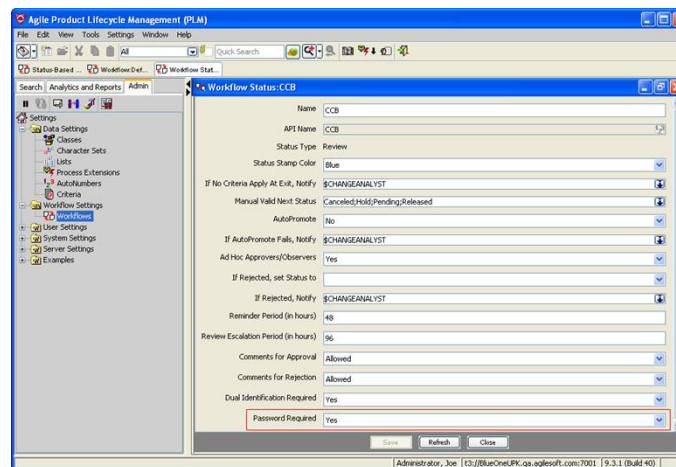 Agile Product Lifecycle Management (PLM)
File Edit View Tools Settings Window Help
All
Quick Search
Status-Based ... Workflow:Def... Workflow Stat...
Search Analytics and Reports Admin
Settings
Data Settings
Classes
Character Sets
Lists
Process Extensions
AutoNumbers
Criteria
Workflow Settings
Workflows
User Settings
System Settings
Server Settings
Examples
Workflow Status:CCB
Name CCB
API Name CCB
Status Type Review
Status Stamp Color Blue
If No Criteria Apply At Exit, Notify $CHANGEANALYST
Manual Valid Next Status Canceled;Hold;Pending;Released
AutoPromote No
If AutoPromote Fails, Notify $CHANGEANALYST
Ad Hoc Approvers/Observers Yes
If Rejected, set Status to
If Rejected, Notify $CHANGEANALYST
Reminder Period (in hours) 48
Review Escalation Period (in hours) 96
Comments for Approval Allowed
Comments for Rejection Allowed
Dual Identification Required Yes
Password Required Yes
Save Refresh Close
Administrator, Joe t3://BlueOneUPK.qa.agilesoft.com:7001 9.3.1 (Build 40)